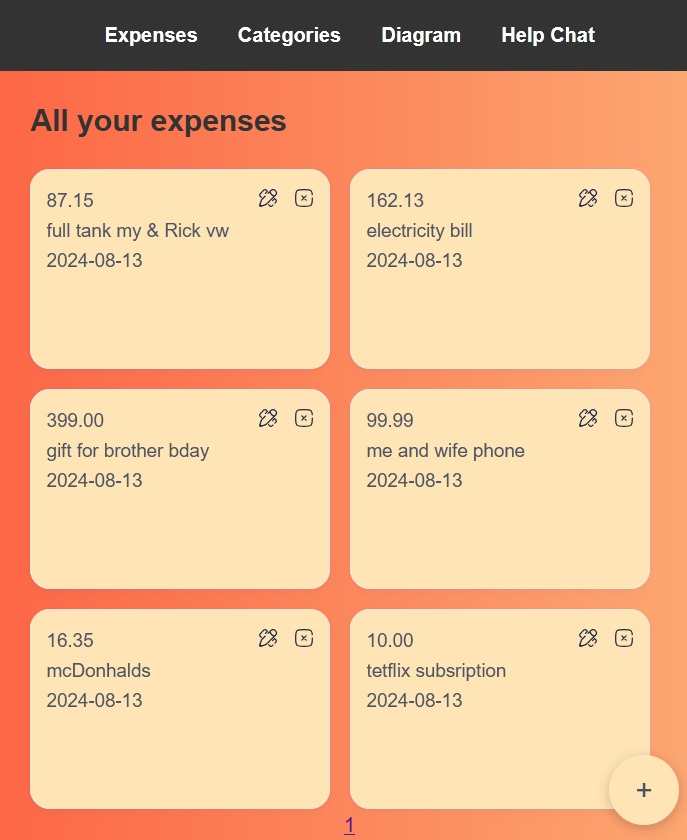 Expenses Categories Diagram Help Chat
All your expenses
87.15
full tank my & Rick vw
2024-08-13
162.13
electricity bill
2024-08-13
399.00
gift for brother bday
2024-08-13
99.99
me and wife phone
2024-08-13
16.35
mcDonhalds
2024-08-13
10.00
tetflix subsription
2024-08-13
+
1